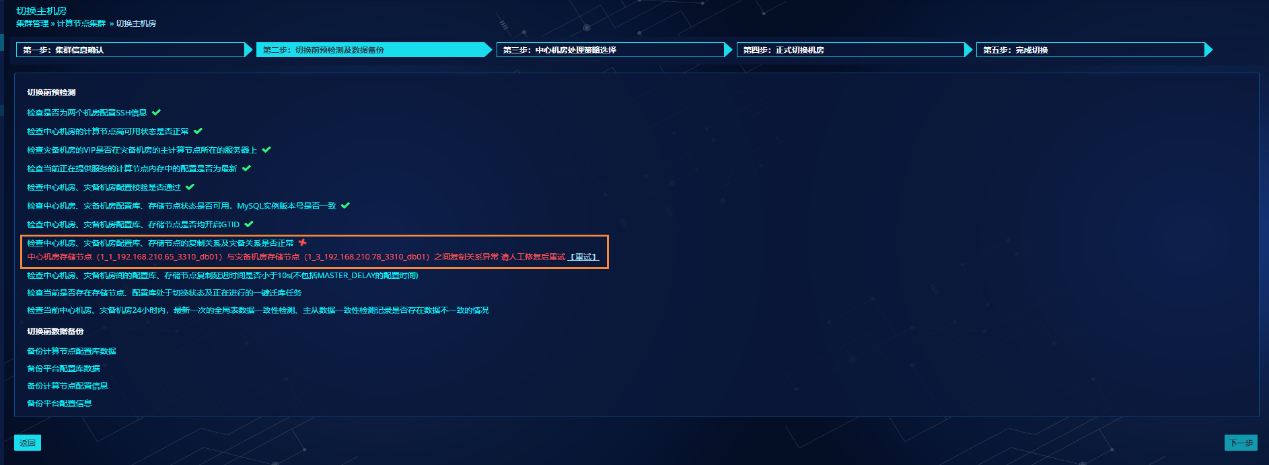 切换主机房
集群管理 » 计算节点集群 » 切换主机房
第一步：集群信息确认
第二步：切换前预检测及数据备份
第三步：中心机房处理策略选择
第四步：正式切换机房
第五步：完成切换
切换前预检测
检查是否为两个机房配置SSH信息
检查中心机房的计算节点高可用状态是否正常
检查灾备机房的VIP是否在灾备机房的主计算节点所在的服务器上
检查当前正在提供服务的计算节点内存中的配置是否为最新
检查中心机房、灾备机房配置校验是否通过
检查中心机房、灾备机房配置库、存储节点状态是否可用，MySQL实例版本号是否一致
检查中心机房、灾备机房配置库、存储节点是否均开启GTID
检查中心机房、灾备机房配置库、存储节点的复制关系及灾备关系是否正常
中心机房存储节点（1_1_192.168.210.65_3310_db01）与灾备机房存储节点（1_3_192.168.210.78_3310_db01）之间复制关系异常 请人工修复后重试 【重试】
检查中心机房、灾备机房间的配置库、存储节点复制延迟时间是否小于10s(不包括MASTER_DELAY的配置时间)
检查当前是否存在存储节点、配置库处于切换状态及正在进行的一键迁库任务
检查当前中心机房、灾备机房24小时内，最新一次的全局表数据一致性检测、主从数据一致性检测记录是否存在数据不一致的情况
切换前数据备份
备份计算节点配置库数据
备份平台配置库数据
备份计算节点配置信息
备份平台配置信息
返回
下一步